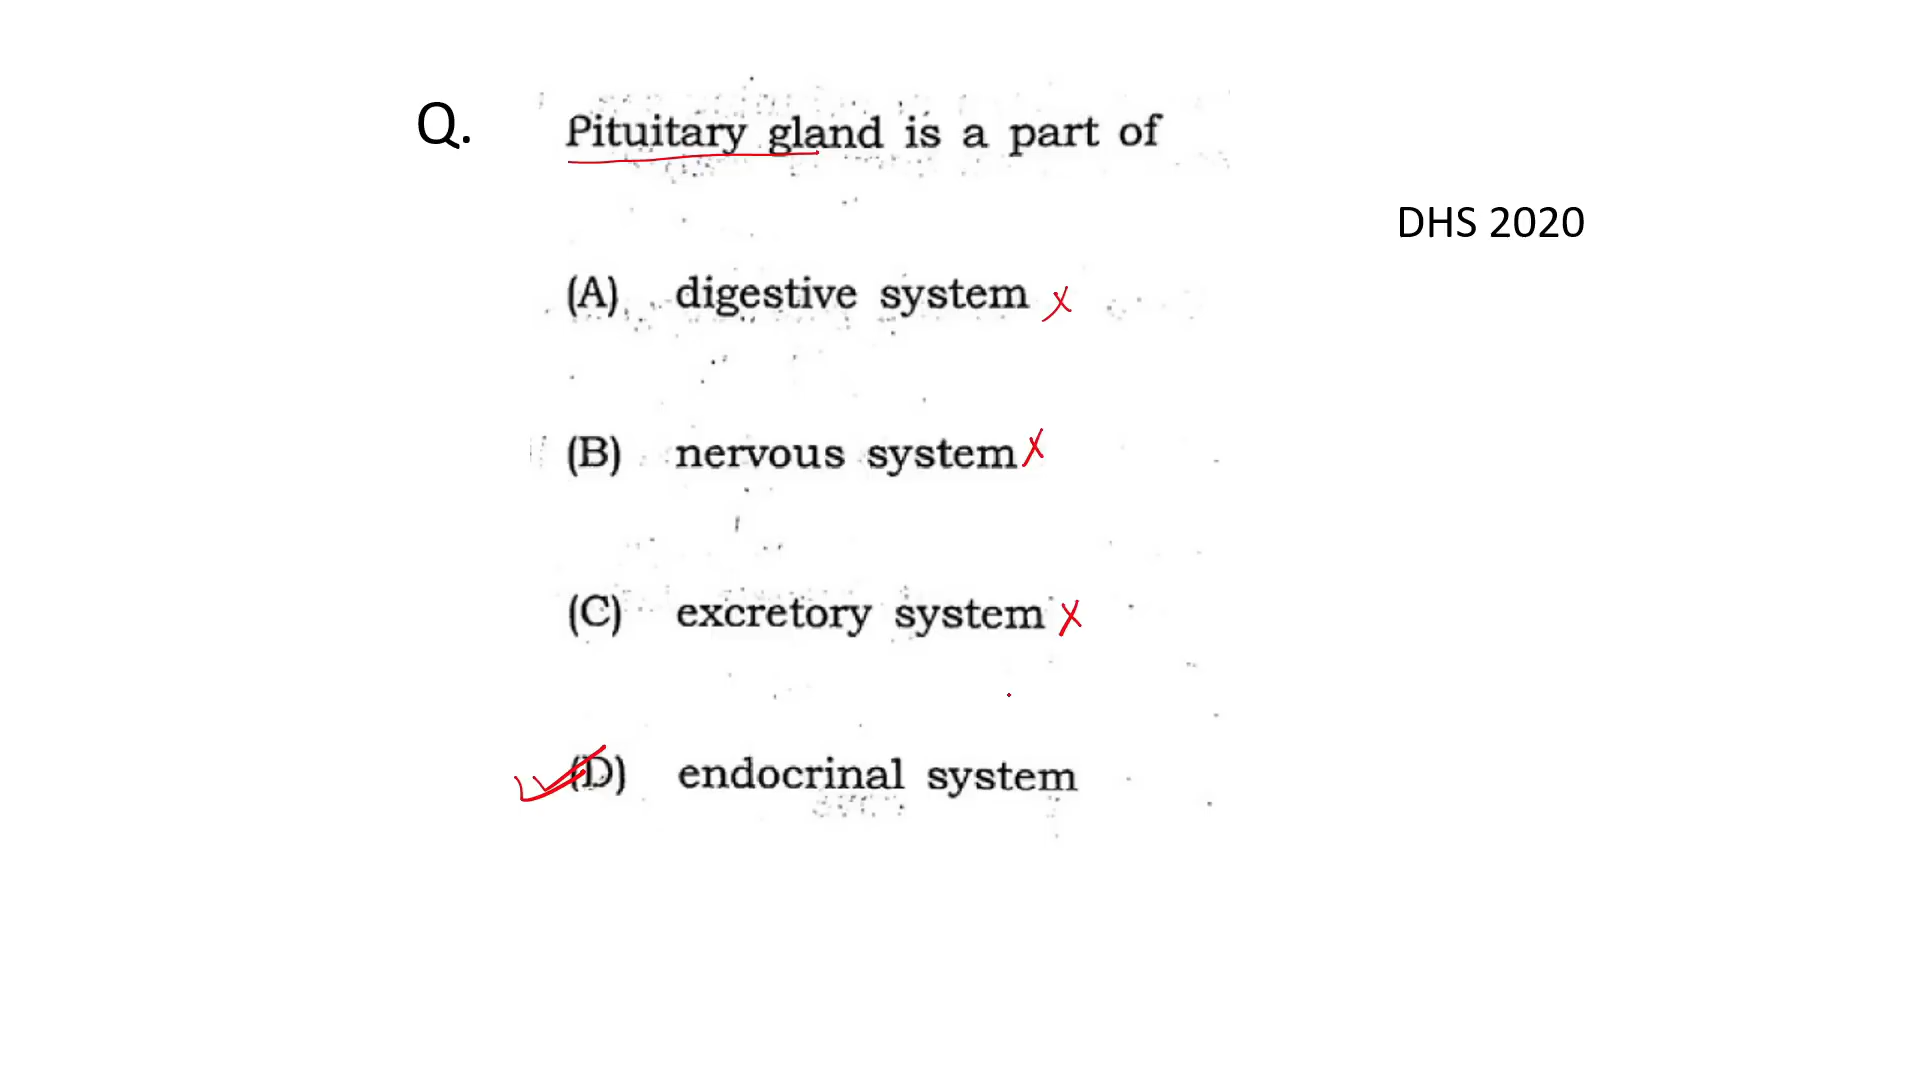 Q. Pituitary gland is a part of
DHS 2020
(A) digestive system x
(B) nervous system x
(C) excretory system x
(D) endocrinal system